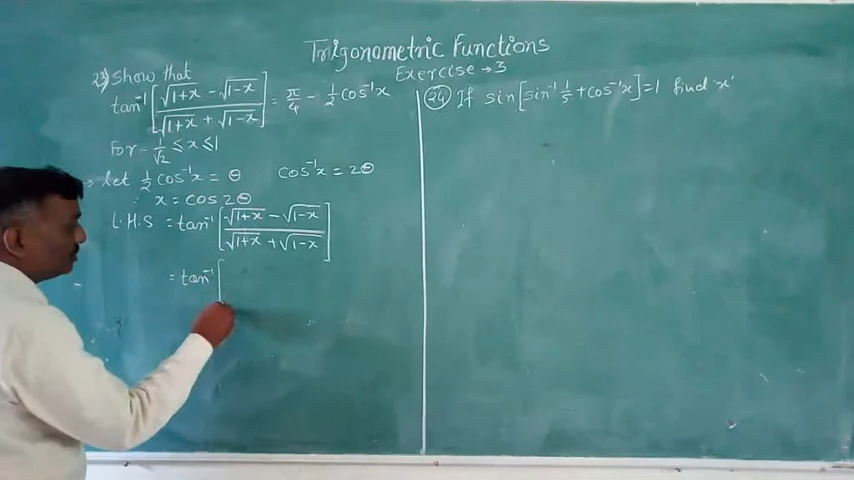 Trigonometric Functions
Exercise → 3
23) Show that
tan⁻¹[(√1+x - √1-x)/(√1+x + √1-x)] = π/4 - 1/2 cos⁻¹x
For - 1/√2 ≤ x ≤ 1
⇒ let 1/2 cos⁻¹x = θ cos⁻¹x = 2θ
∴ x = cos 2θ
L.H.S = tan⁻¹[(√1+x - √1-x)/(√1+x + √1-x)]
= tan⁻¹[
24) If sin[sin⁻¹ 1/5 + cos⁻¹x] = 1 find 'x'